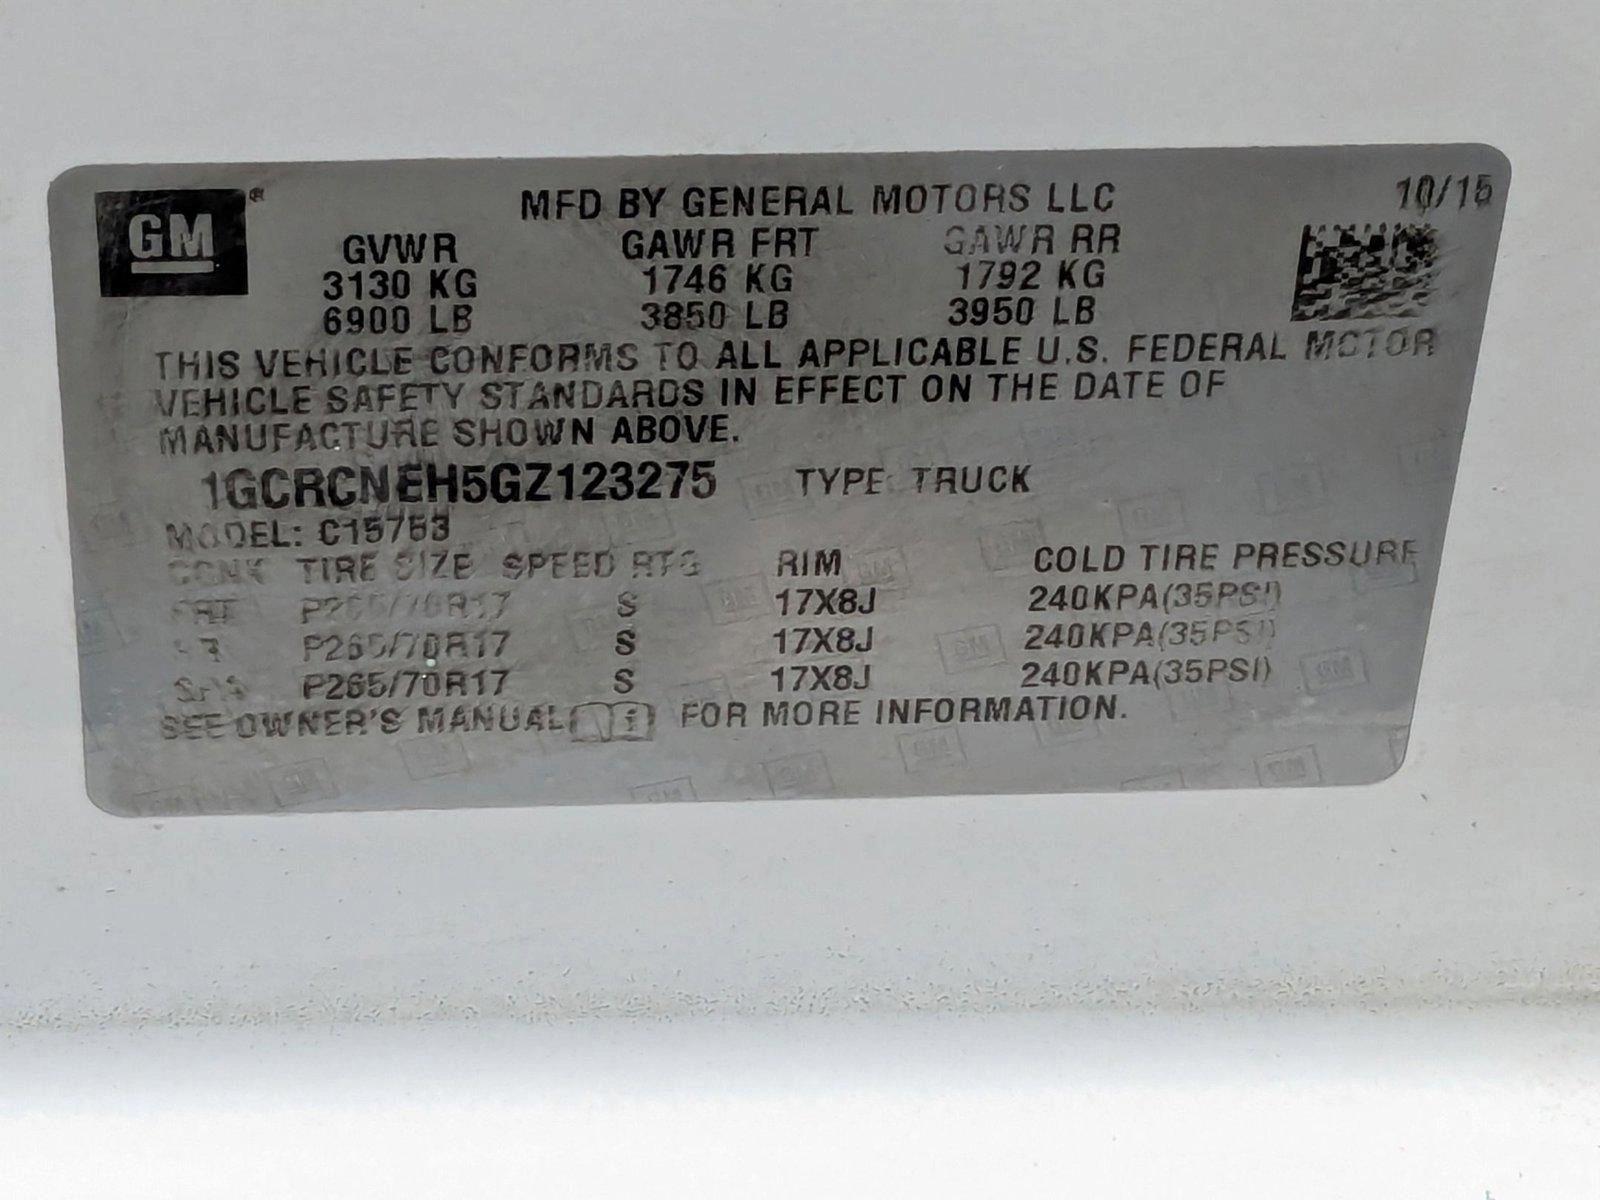 GM®
MFD BY GENERAL MOTORS LLC 10/15
GVWR GAWR FRT GAWR RR
3130 KG 1746 KG 1792 KG
6900 LB 3850 LB 3950 LB
THIS VEHICLE CONFORMS TO ALL APPLICABLE U.S. FEDERAL MOTOR
VEHICLE SAFETY STANDARDS IN EFFECT ON THE DATE OF
MANUFACTURE SHOWN ABOVE.
1GCRCNEH5GZ123275 TYPE: TRUCK
MODEL: C15753
TIRE SIZE SPEED RTG RIM COLD TIRE PRESSURE
FRT P265/70R17 S 17X8J 240KPA(35PSI)
RR P265/70R17 S 17X8J 240KPA(35PSI)
P265/70R17 S 17X8J 240KPA(35PSI)
SEE OWNER'S MANUAL i FOR MORE INFORMATION.